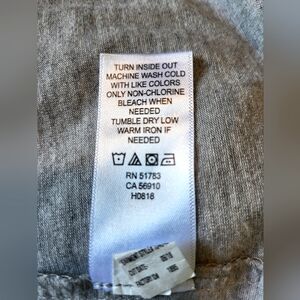 TURN INSIDE OUT
MACHINE WASH COLD
WITH LIKE COLORS
ONLY NON-CHLORINE
BLEACH WHEN
NEEDED
TUMBLE DRY LOW
WARM IRON IF
NEEDED
RN 51783
CA 56910
H0816